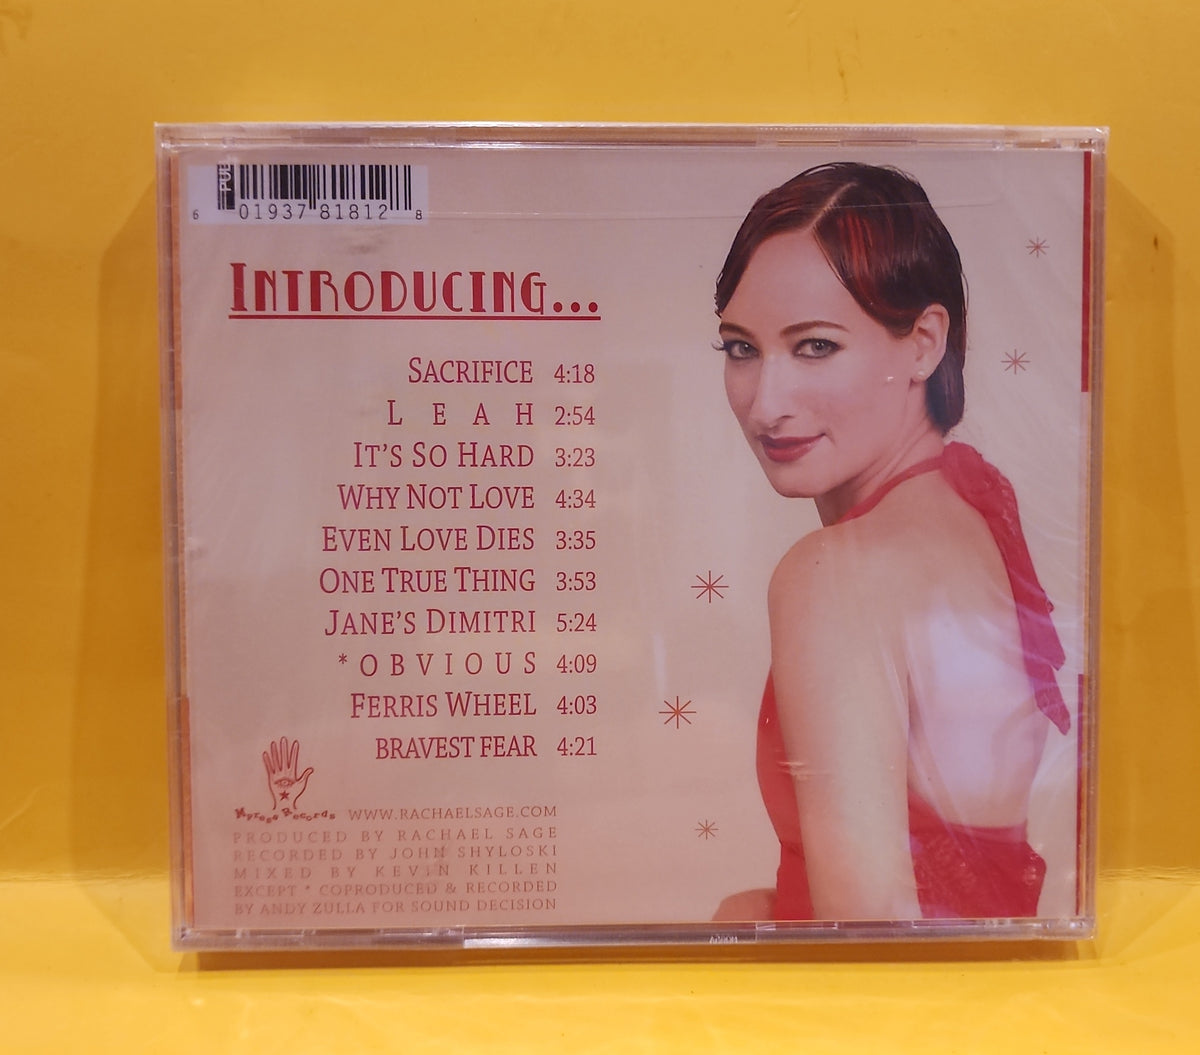 PU
6 01937 81812 8
INTRODUCING...
SACRIFICE 4:18
LEAH 2:54
IT'S SO HARD 3:23
WHY NOT LOVE 4:34
EVEN LOVE DIES 3:35
ONE TRUE THING 3:53
JANE'S DIMITRI 5:24
* OBVIOUS 4:09
FERRIS WHEEL 4:03
BRAVEST FEAR 4:21
Mpress Records WWW.RACHAELSAGE.COM
PRODUCED BY RACHAEL SAGE
RECORDED BY JOHN SHYLOSKI
MIXED BY KEVIN KILLEN
EXCEPT * COPRODUCED & RECORDED
BY ANDY ZULLA FOR SOUND DECISION